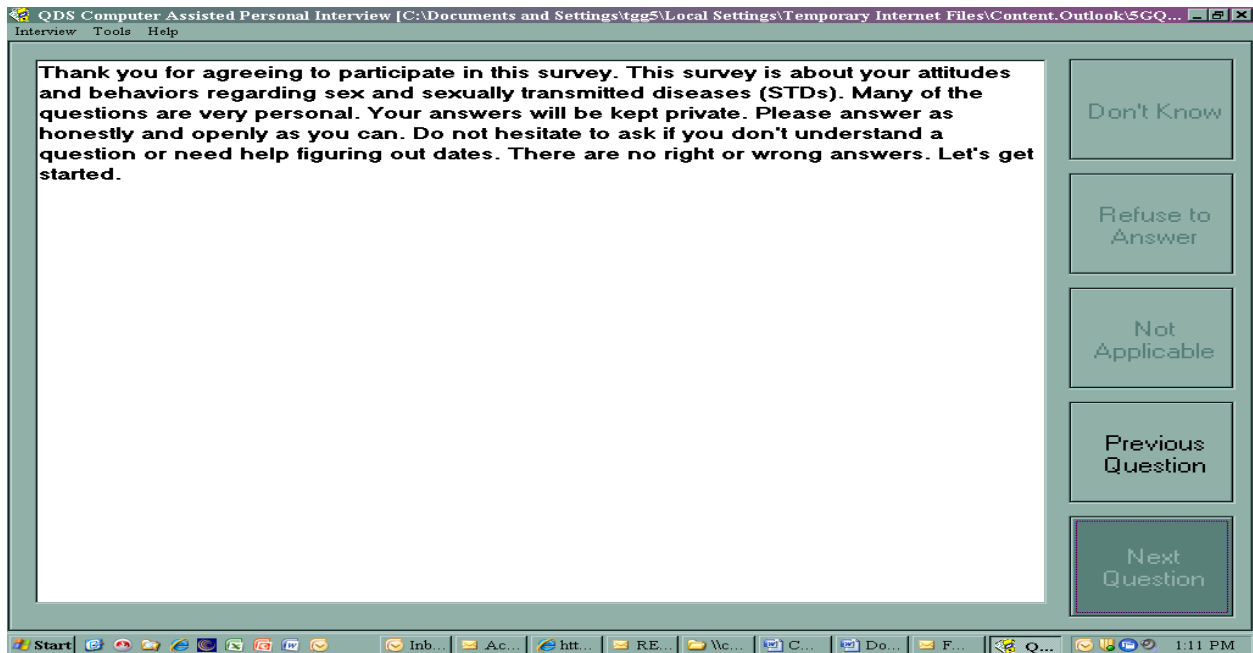 QDS Computer Assisted Personal Interview [C:\Documents and Settings\tgg5\Local Settings\Temporary Internet Files\Content.Outlook\5GQ...
Interview Tools Help
Thank you for agreeing to participate in this survey. This survey is about your attitudes
and behaviors regarding sex and sexually transmitted diseases (STDs). Many of the
questions are very personal. Your answers will be kept private. Please answer as
honestly and openly as you can. Do not hesitate to ask if you don't understand a
question or need help figuring out dates. There are no right or wrong answers. Let's get
started.
Don't Know
Refuse to
Answer
Not
Applicable
Previous
Question
Next
Question
Start Inb... Ac... htt... RE... \\c... C... Do... F... Q... 1:11 PM